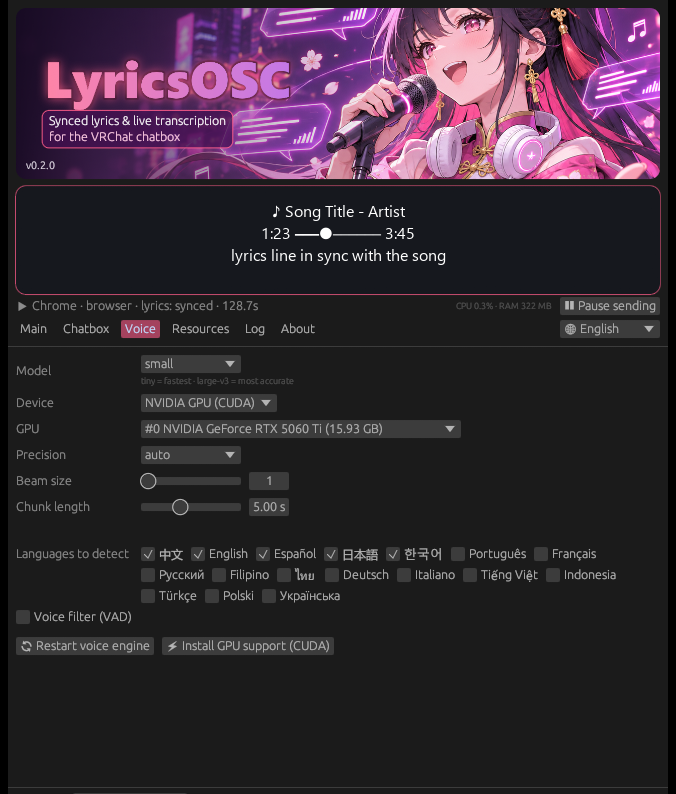 LyricsOSC
Synced lyrics & live transcription
for the VRChat chatbox
v0.2.0
♪ Song Title - Artist
1:23 3:45
lyrics line in sync with the song
Chrome · browser · lyrics: synced · 128.7s
CPU 0.3% · RAM 322 MB
Pause sending
Main Chatbox Voice Resources Log About
English
Model small
tiny = fastest · large-v3 = most accurate
Device NVIDIA GPU (CUDA)
GPU #0 NVIDIA GeForce RTX 5060 Ti (15.93 GB)
Precision auto
Beam size 1
Chunk length 5.00 s
Languages to detect 中文 English Español 日本語 한국어 Português Français
Русский Filipino ไทย Deutsch Italiano Tiếng Việt Indonesia
Türkçe Polski Українська
Voice filter (VAD)
Restart voice engine Install GPU support (CUDA)